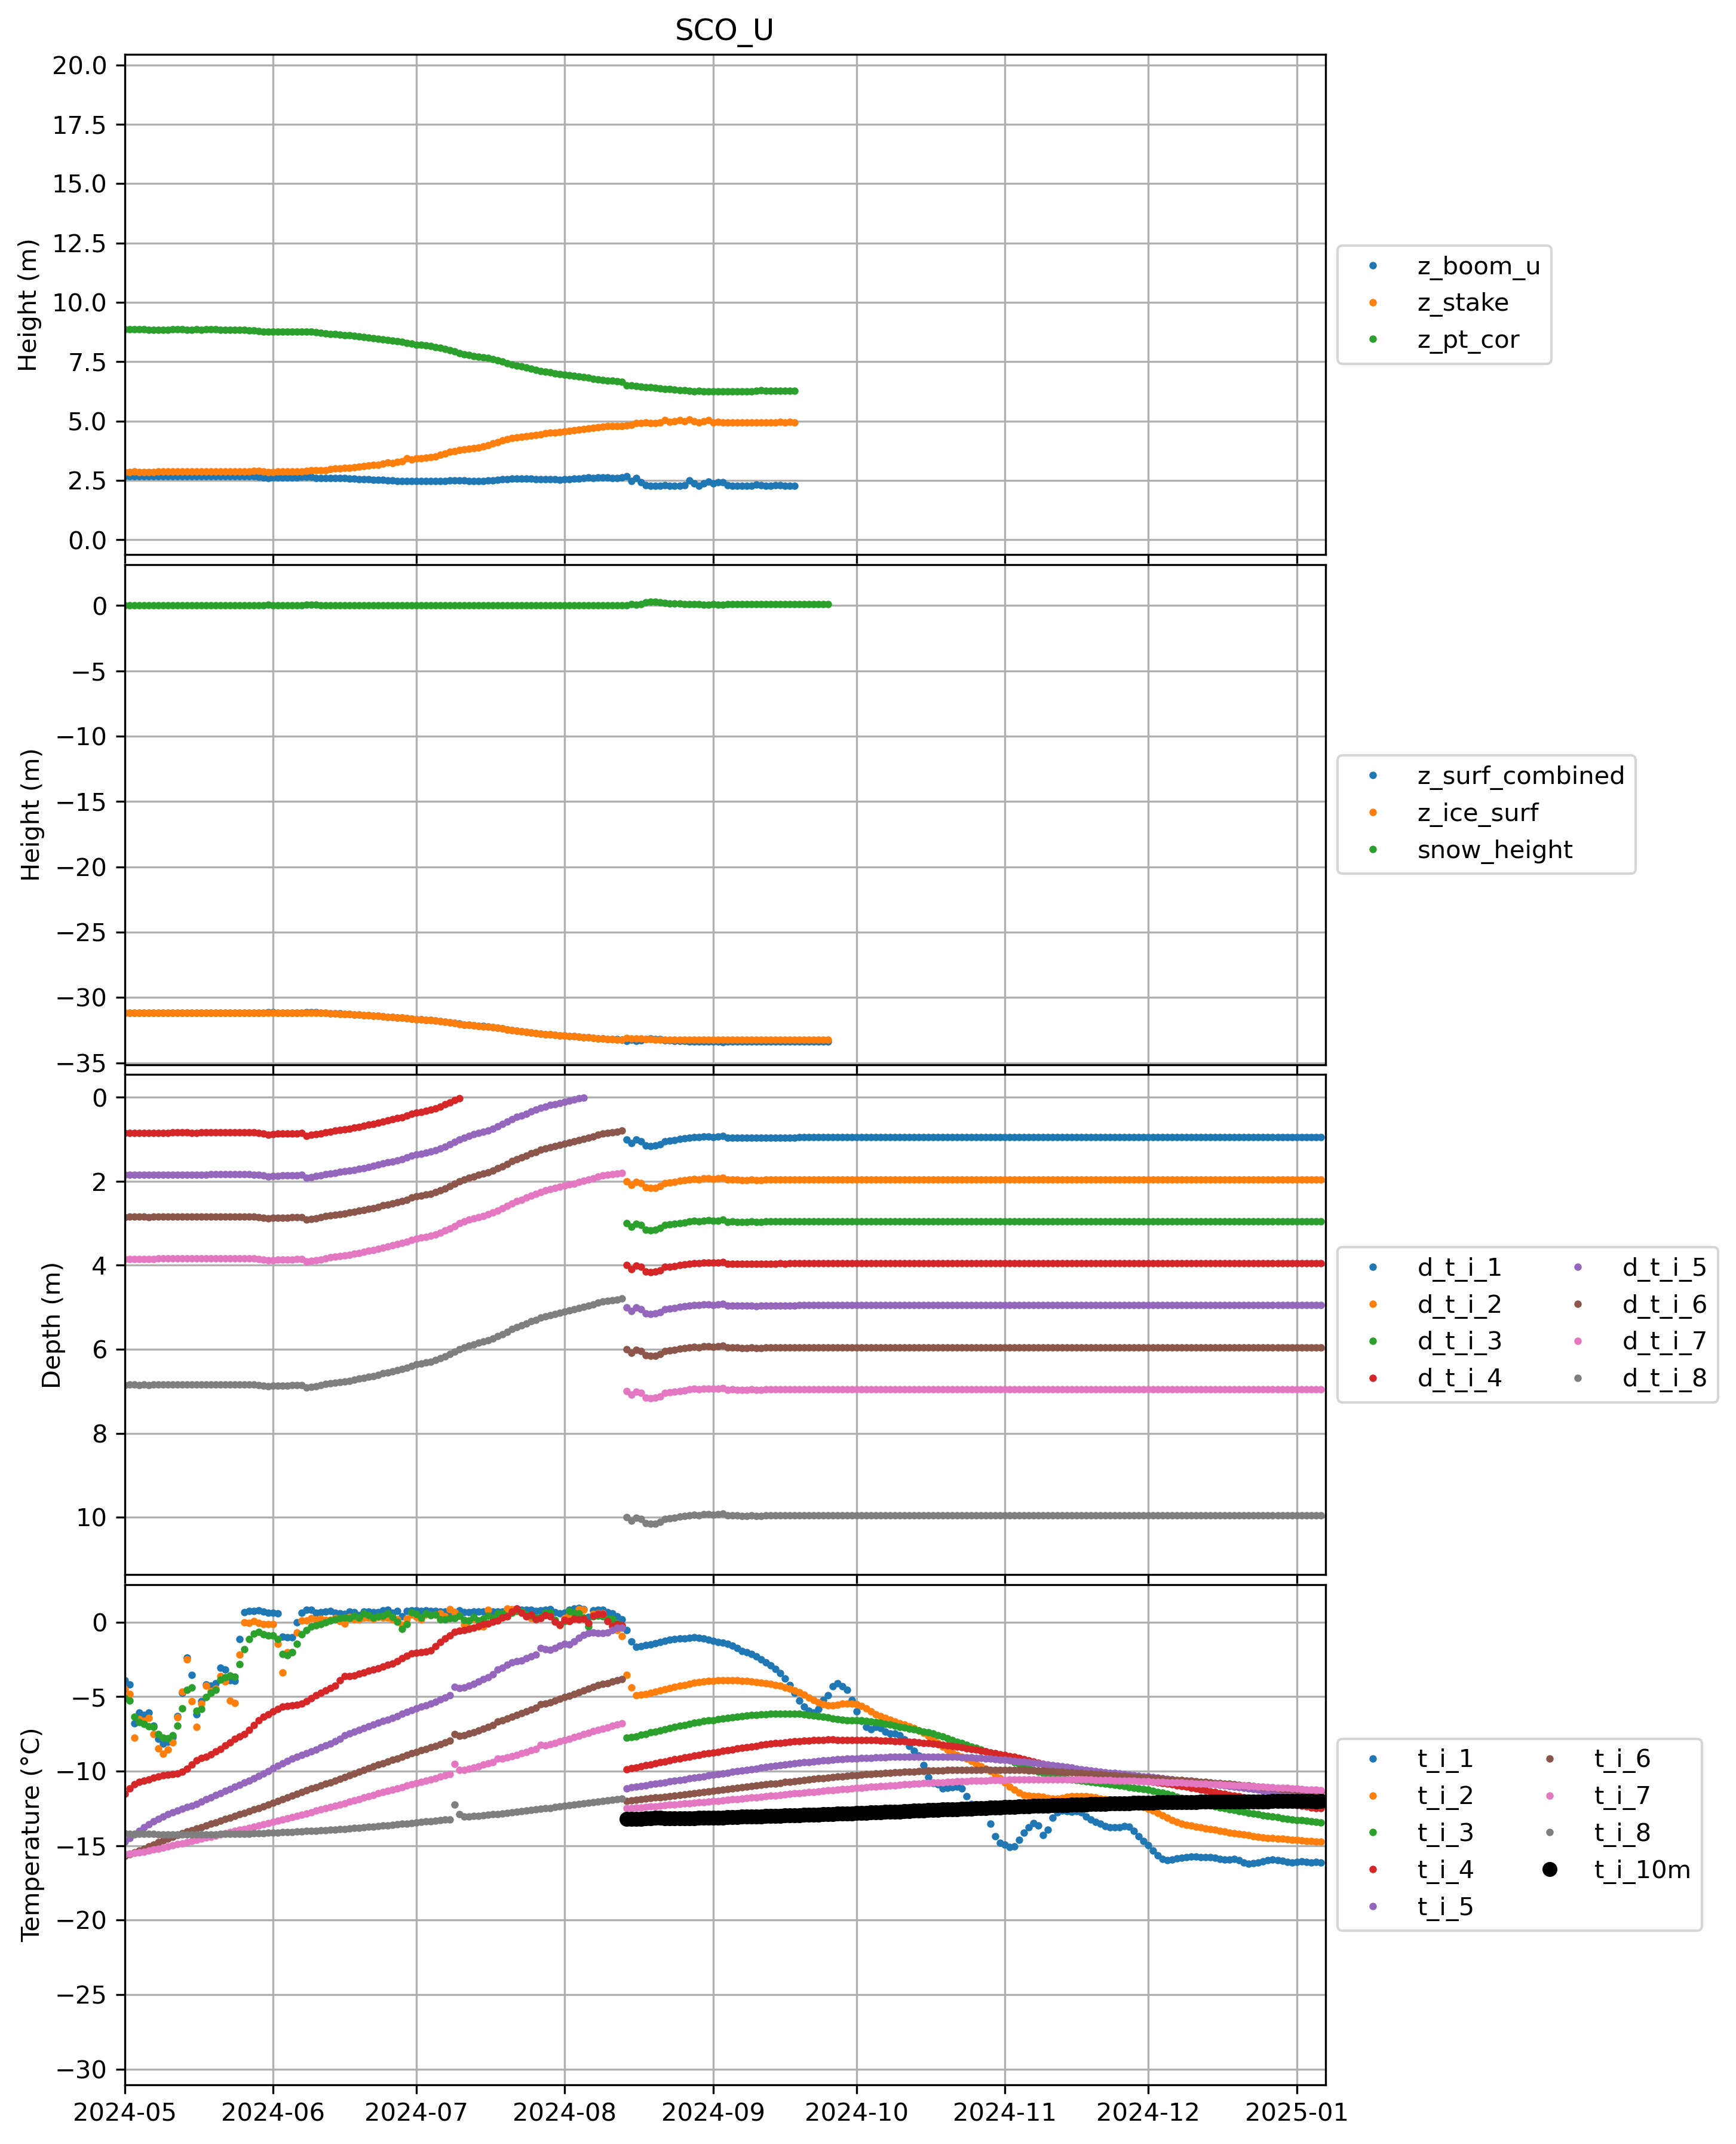 SCO_U
20.0
17.5
15.0
12.5
10.0
7.5
5.0
2.5
0.0
Height (m)
z_boom_u
z_stake
z_pt_cor
0
−5
−10
−15
−20
−25
−30
−35
Height (m)
z_surf_combined
z_ice_surf
snow_height
0
2
4
6
8
10
Depth (m)
d_t_i_1
d_t_i_2
d_t_i_3
d_t_i_4
d_t_i_5
d_t_i_6
d_t_i_7
d_t_i_8
0
−5
−10
−15
−20
−25
−30
Temperature (°C)
t_i_1
t_i_2
t_i_3
t_i_4
t_i_5
t_i_6
t_i_7
t_i_8
t_i_10m
2024-05 2024-06 2024-07 2024-08 2024-09 2024-10 2024-11 2024-12 2025-01